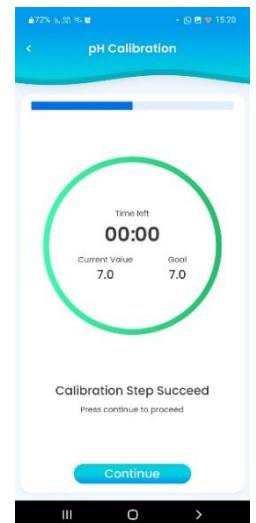 72%
15:20
pH Calibration
Time left
00:00
Current Value Goal
7.0 7.0
Calibration Step Succeed
Press continue to proceed
Continue